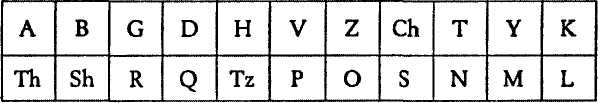 A B G D H V Z Ch T Y K
Th Sh R Q Tz P O S N M L